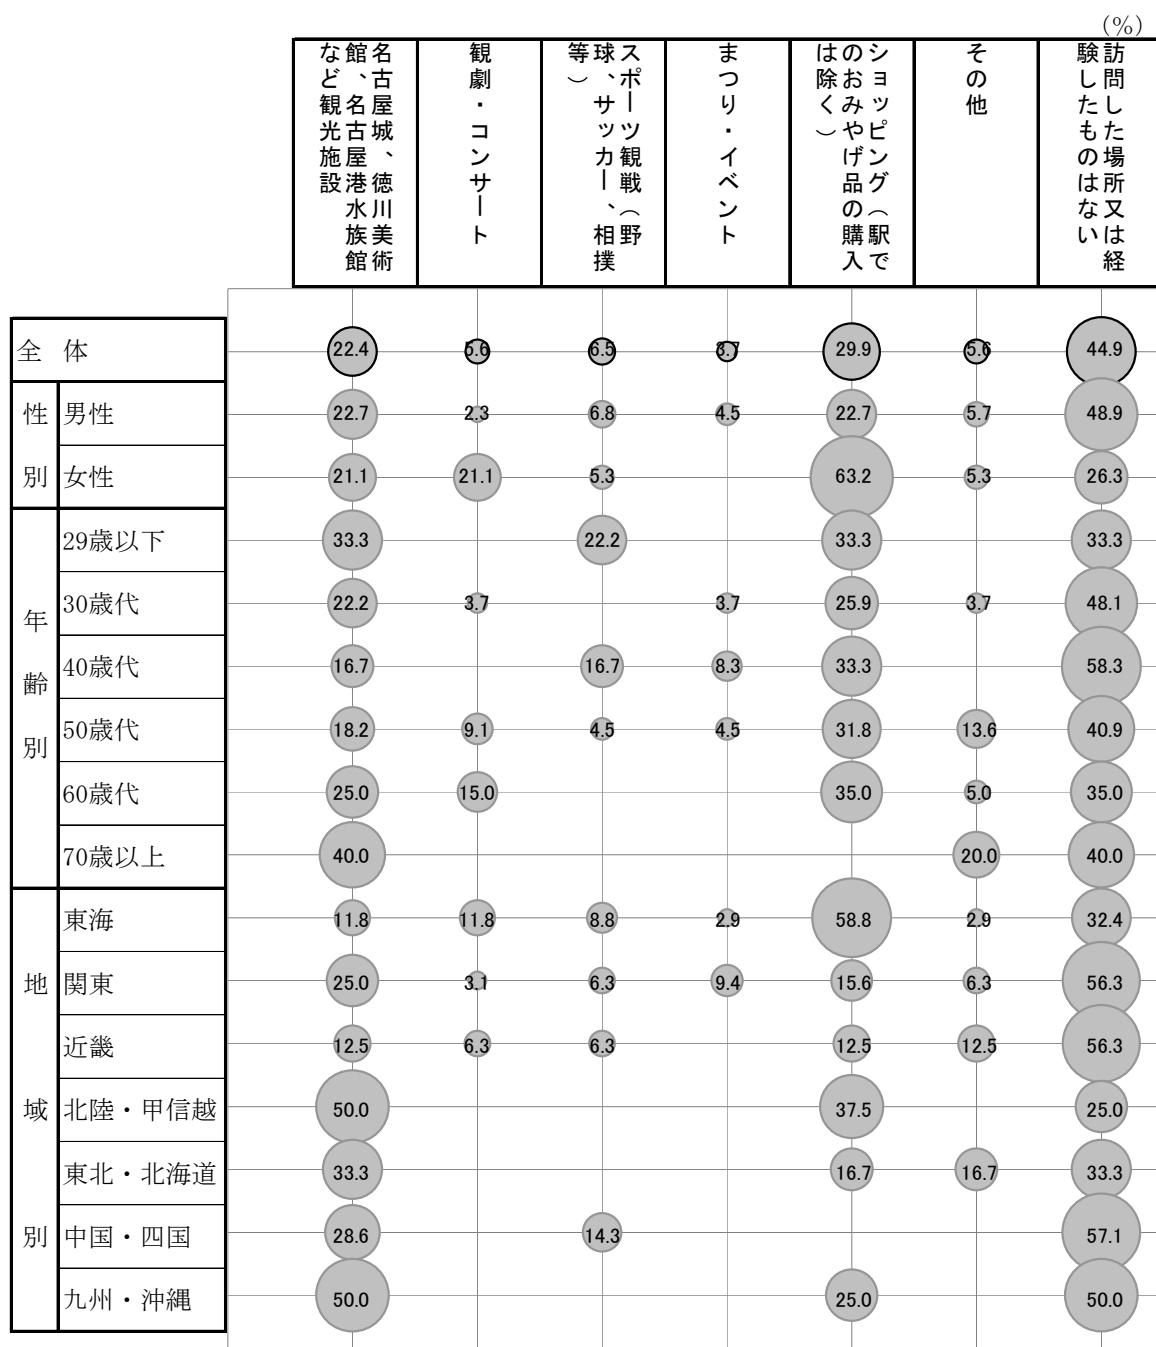 (%)
名古屋城、徳川美術
館、名古屋港水族館
など観光施設
観劇・コンサート
スポーツ観戦（野
球、サッカー、相撲
等）
まつり・イベント
ショッピング（駅で
のおみやげ品の購入
は除く）
その他
訪問した場所又は経
験したものはない
全 体 22.4 5.6 6.5 3.7 29.9 5.6 44.9
性別
男性 22.7 2.3 6.8 4.5 22.7 5.7 48.9
女性 21.1 21.1 5.3 63.2 5.3 26.3
年齢別
29歳以下 33.3 22.2 33.3 33.3
30歳代 22.2 3.7 3.7 25.9 3.7 48.1
40歳代 16.7 16.7 8.3 33.3 58.3
50歳代 18.2 9.1 4.5 4.5 31.8 13.6 40.9
60歳代 25.0 15.0 35.0 5.0 35.0
70歳以上 40.0 20.0 40.0
地域別
東海 11.8 11.8 8.8 2.9 58.8 2.9 32.4
関東 25.0 3.1 6.3 9.4 15.6 6.3 56.3
近畿 12.5 6.3 6.3 12.5 12.5 56.3
北陸・甲信越 50.0 37.5 25.0
東北・北海道 33.3 16.7 16.7 33.3
中国・四国 28.6 14.3 57.1
九州・沖縄 50.0 25.0 50.0